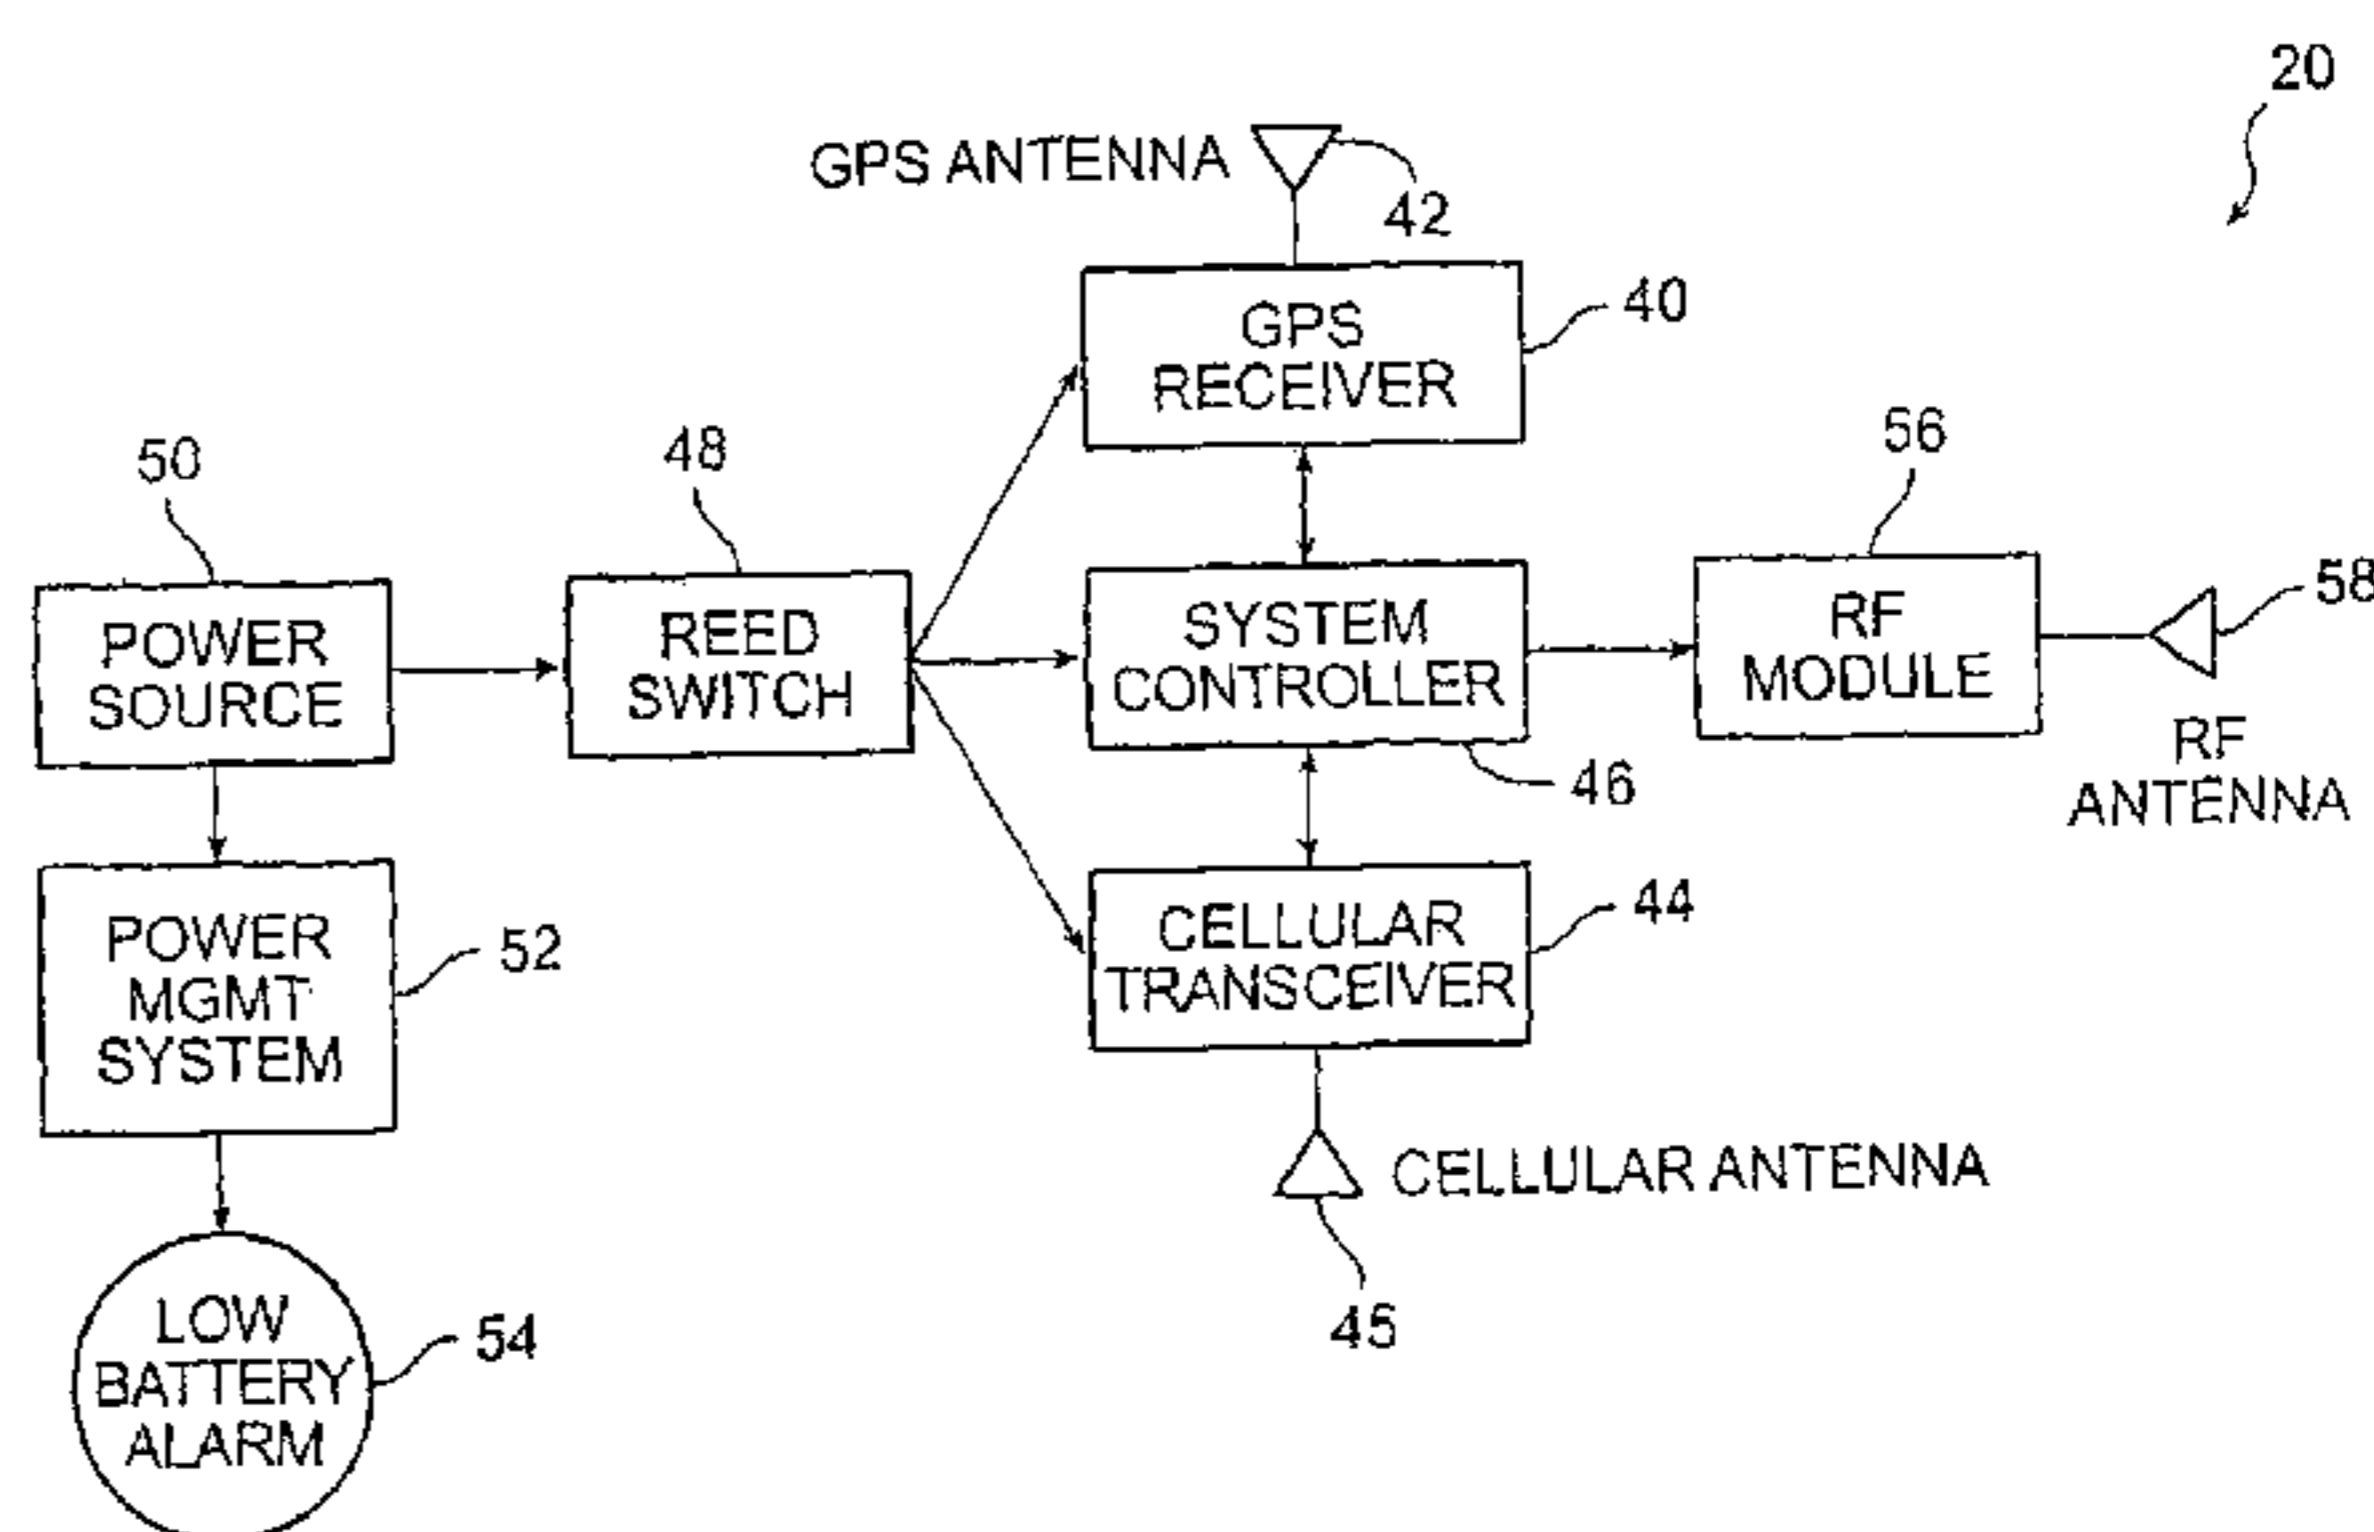 20
GPS ANTENNA
42
GPS
RECEIVER
40
50
48
56
POWER
SOURCE
REED
SWITCH
SYSTEM
CONTROLLER
46
RF
MODULE
58
RF
ANTENNA
POWER
MGMT
SYSTEM
52
CELLULAR
TRANSCEIVER
44
CELLULAR ANTENNA
45
LOW
BATTERY
ALARM
54